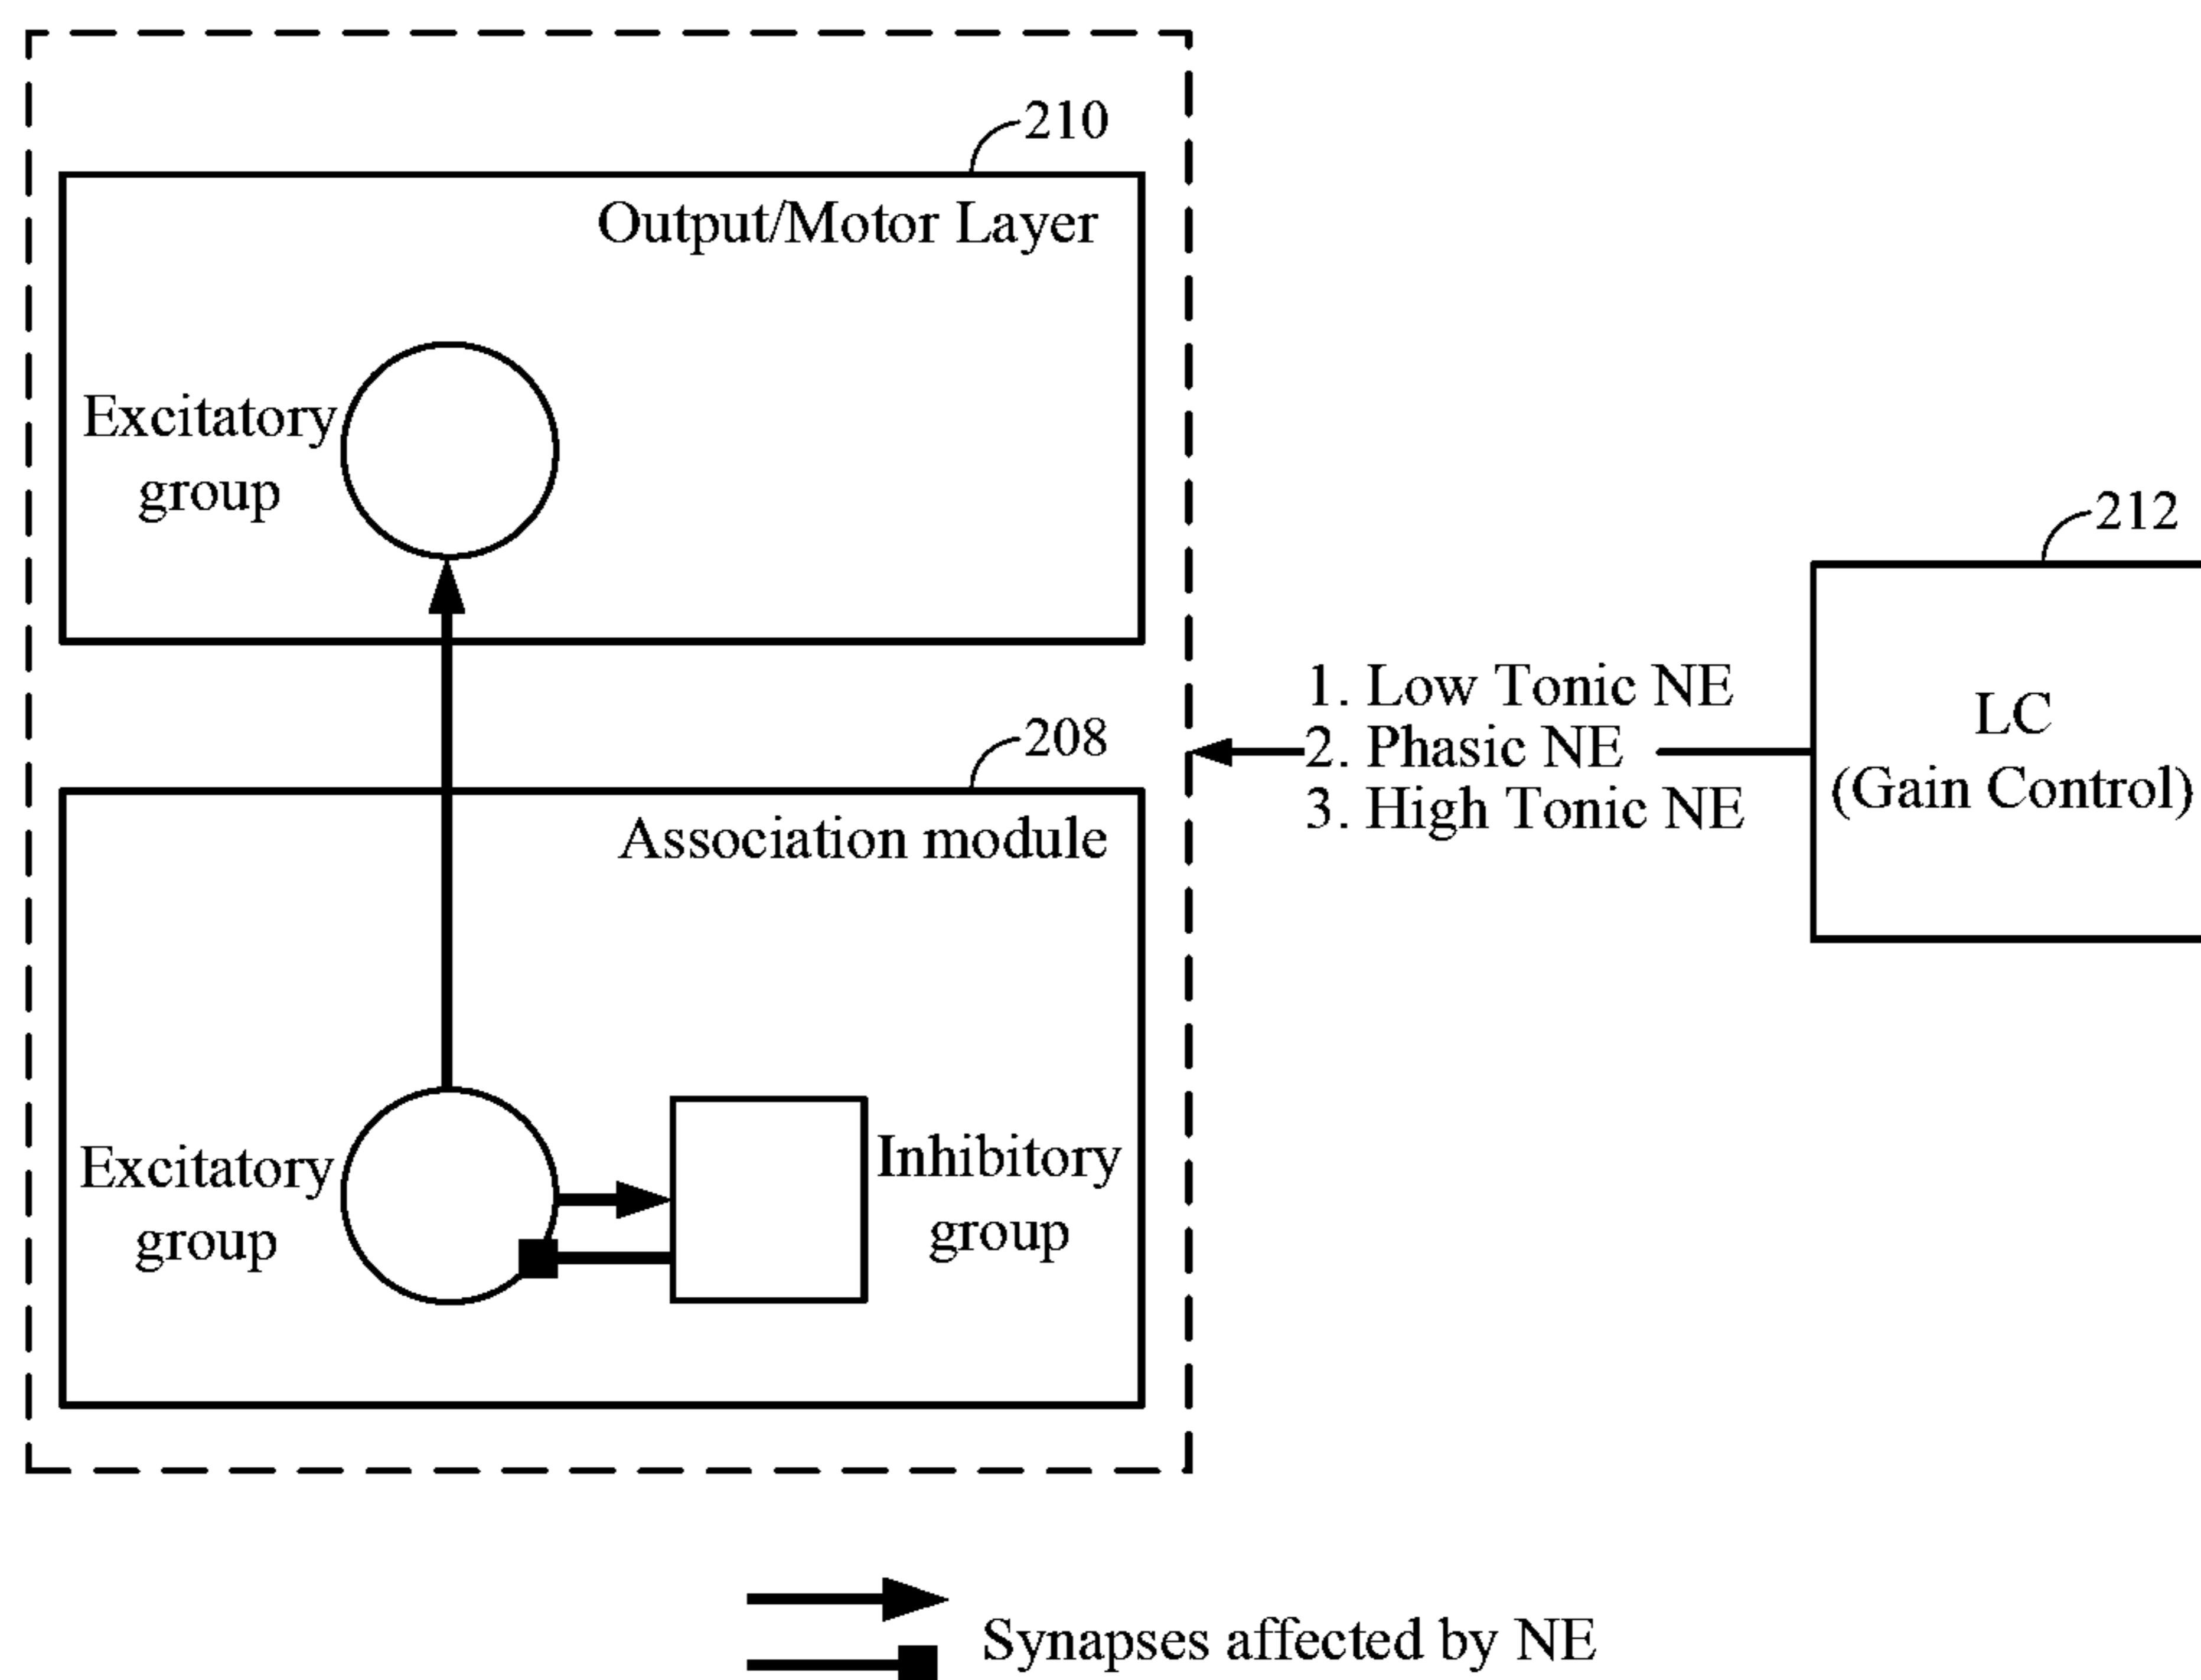 210
Output/Motor Layer
Excitatory
group
212
1. Low Tonic NE
2. Phasic NE
3. High Tonic NE
LC
(Gain Control)
208
Association module
Excitatory
group
Inhibitory
group
Synapses affected by NE